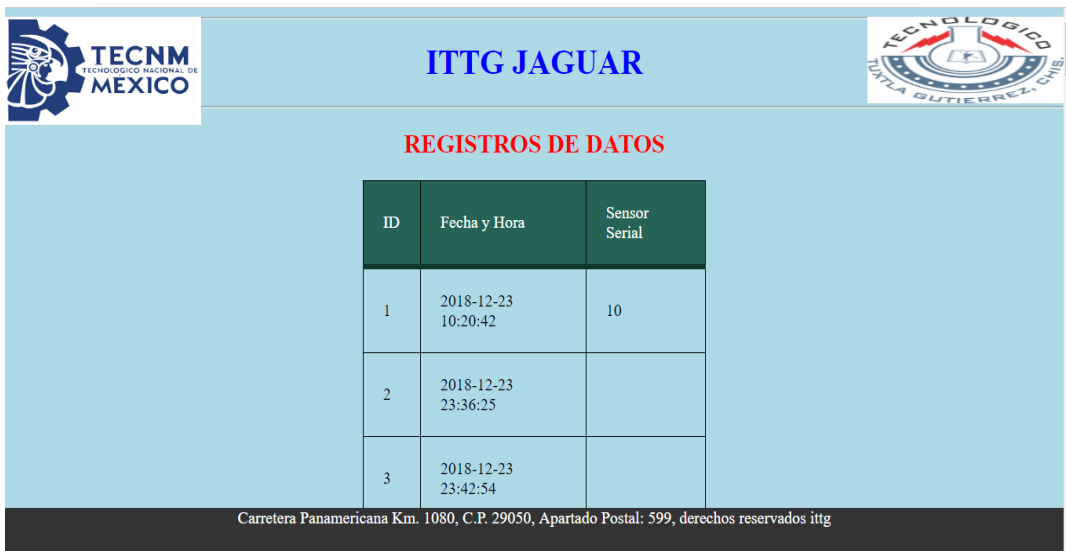 TECNM
TECNOLOGICO NACIONAL DE
MEXICO
ITTG JAGUAR
TECNOLOGICO
TUXTLA GUTIERREZ, CHIS.
REGISTROS DE DATOS
ID Fecha y Hora Sensor
Serial
1 2018-12-23 10
10:20:42
2 2018-12-23
23:36:25
3 2018-12-23
23:42:54
Carretera Panamericana Km. 1080, C.P. 29050, Apartado Postal: 599, derechos reservados ittg